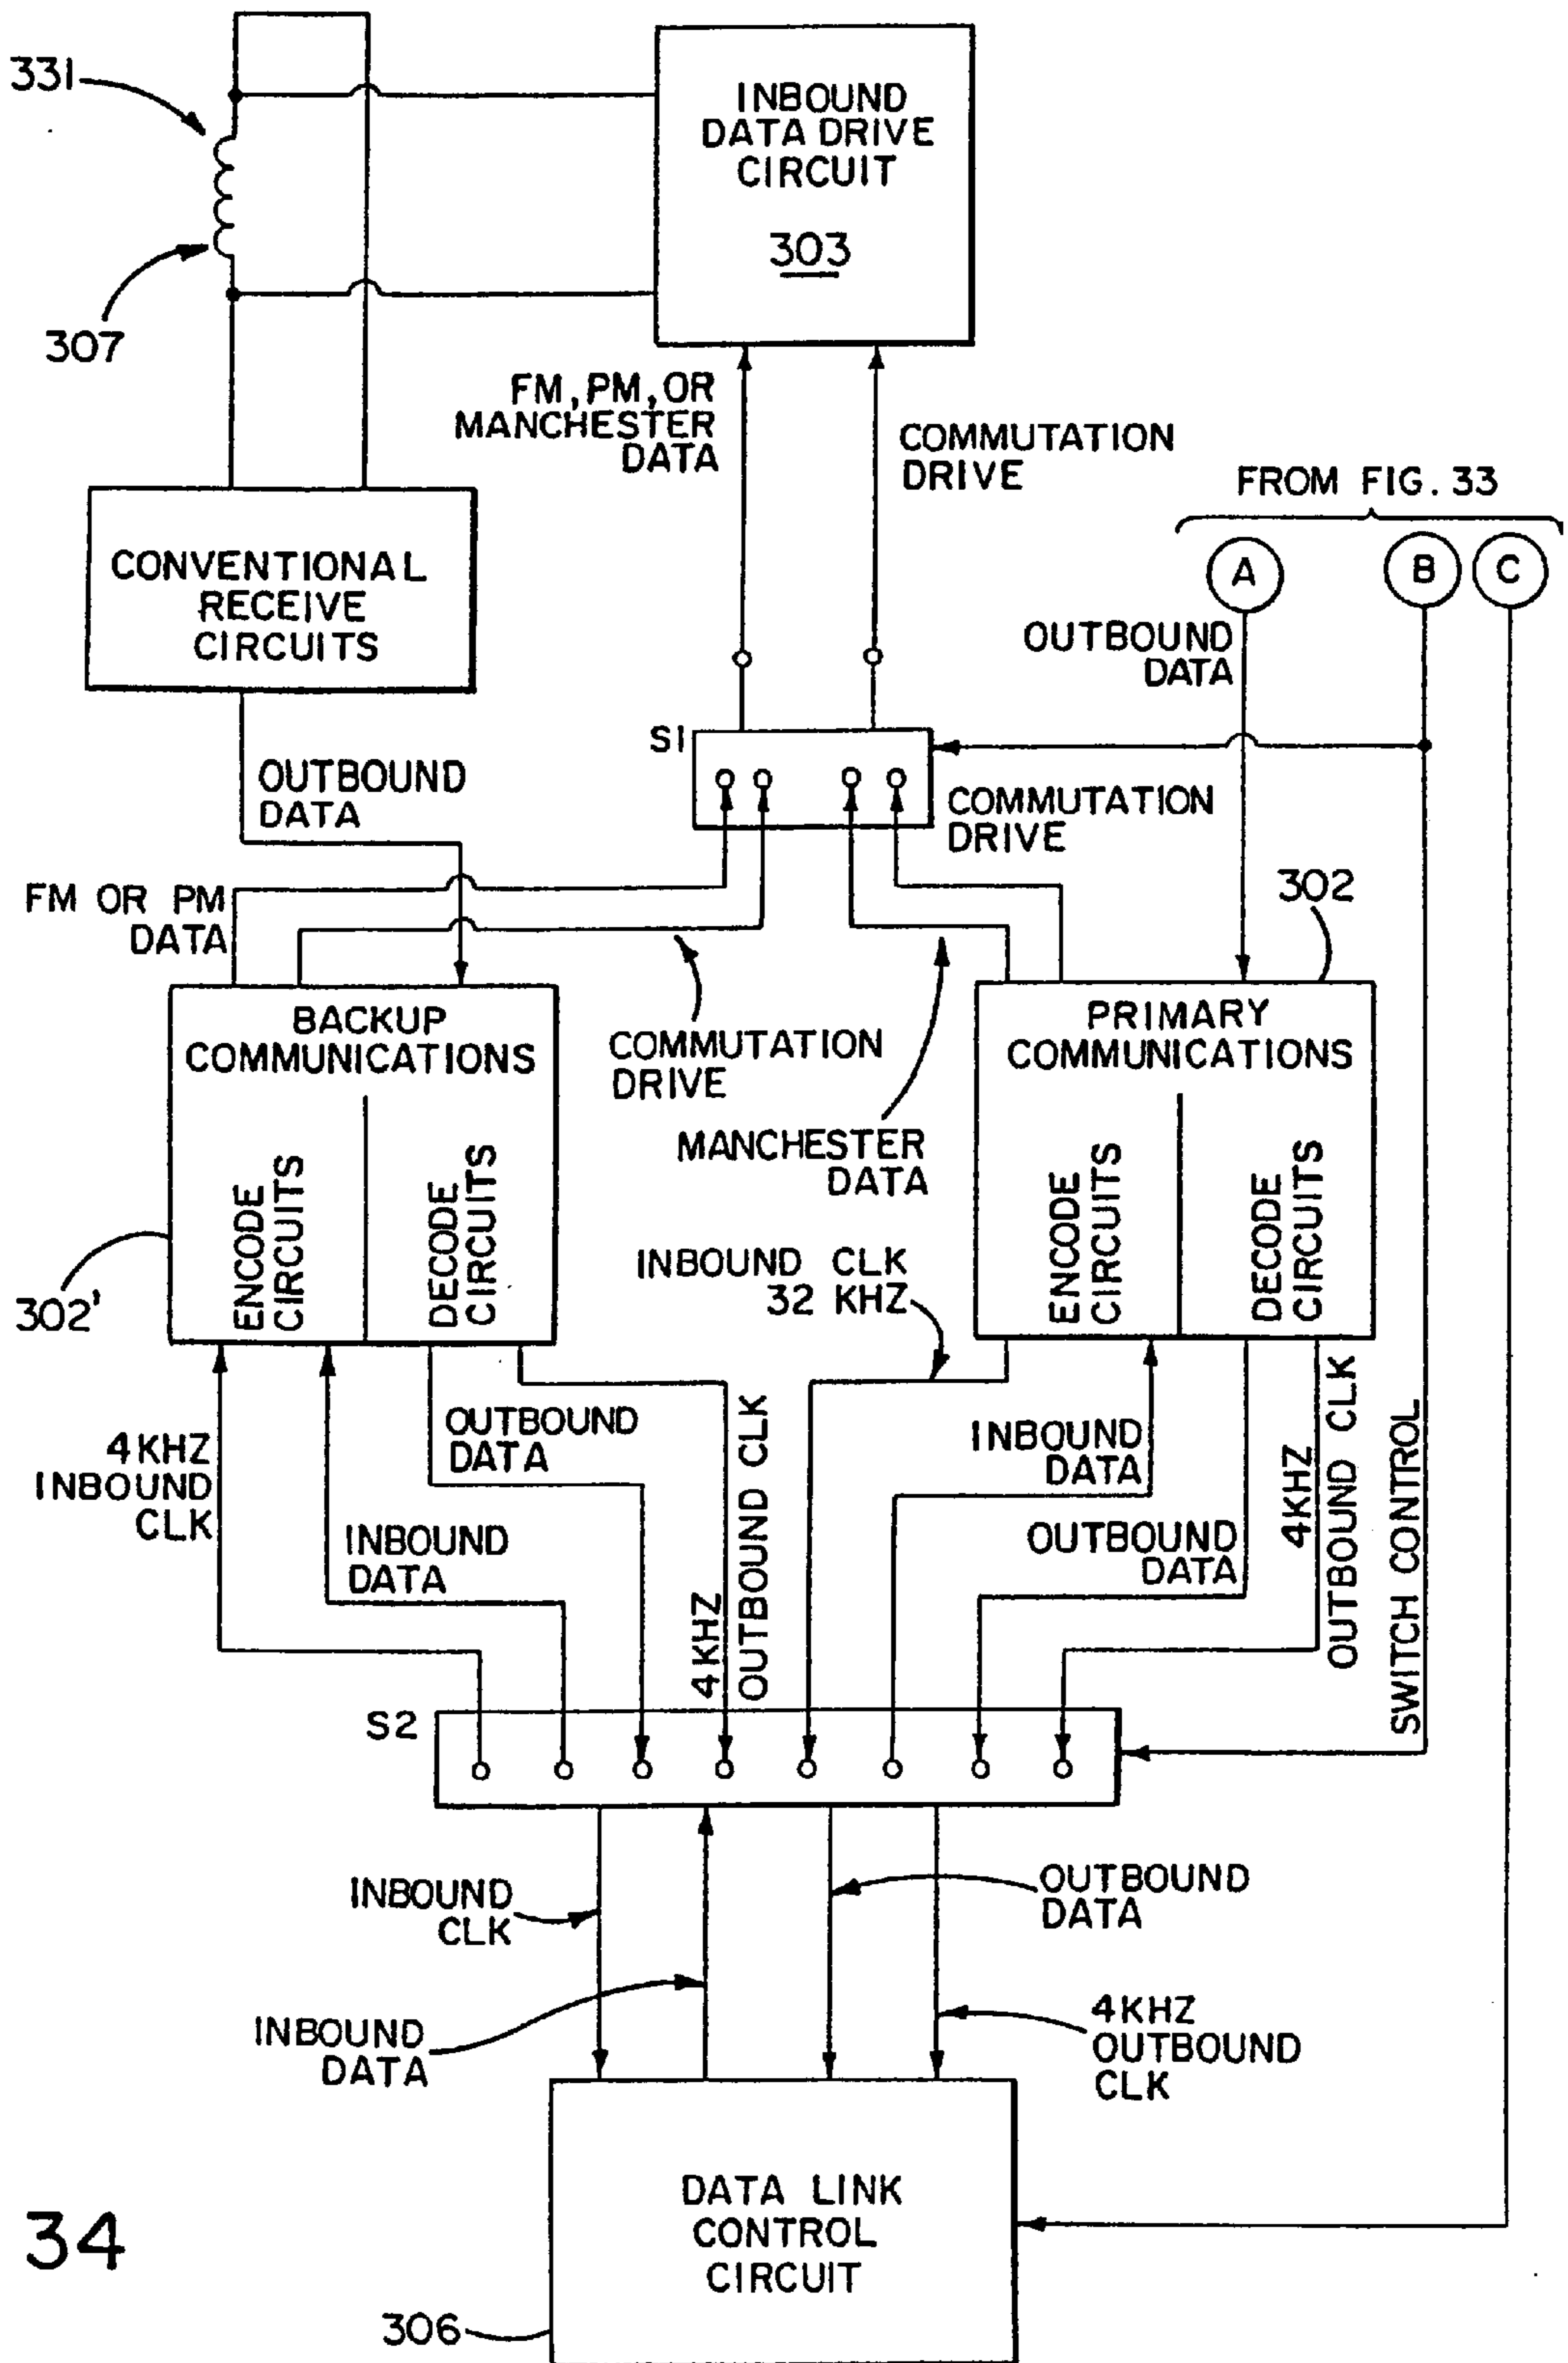 331
307
INBOUND
DATA DRIVE
CIRCUIT
303
FM, PM, OR
MANCHESTER
DATA
COMMUTATION
DRIVE
FROM FIG. 33
A
B
C
CONVENTIONAL
RECEIVE
CIRCUITS
OUTBOUND
DATA
S1
OUTBOUND
DATA
COMMUTATION
DRIVE
FM OR PM
DATA
302
BACKUP
COMMUNICATIONS
ENCODE
CIRCUITS
DECODE
CIRCUITS
302'
COMMUTATION
DRIVE
MANCHESTER
DATA
PRIMARY
COMMUNICATIONS
ENCODE
CIRCUITS
DECODE
CIRCUITS
INBOUND CLK
32 KHZ
4KHZ
INBOUND
CLK
INBOUND
DATA
OUTBOUND
DATA
4KHZ
OUTBOUND CLK
INBOUND
DATA
OUTBOUND
DATA
4KHZ
OUTBOUND CLK
SWITCH CONTROL
S2
INBOUND
CLK
INBOUND
DATA
OUTBOUND
DATA
4KHZ
OUTBOUND
CLK
DATA LINK
CONTROL
CIRCUIT
306
34